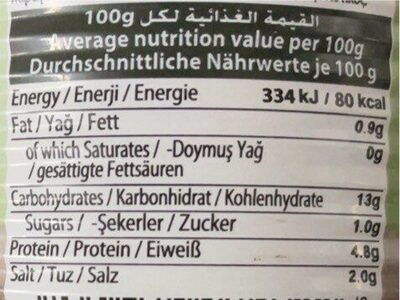 القيمة الغذائية لكل 100g
Average nutrition value per 100g
Durchschnittliche Nährwerte je 100 g
Energy / Enerji / Energie 334 kJ / 80 kcal
Fat / Yağ / Fett 0.9g
of which Saturates / -Doymuş Yağ 0g
/ gesättigte Fettsäuren
Carbohydrates / Karbonhidrat / Kohlenhydrate 13g
Sugars / -Şekerler / Zucker 1.0g
Protein / Protein / Eiweiß 4.8g
Salt / Tuz / Salz 2.0g